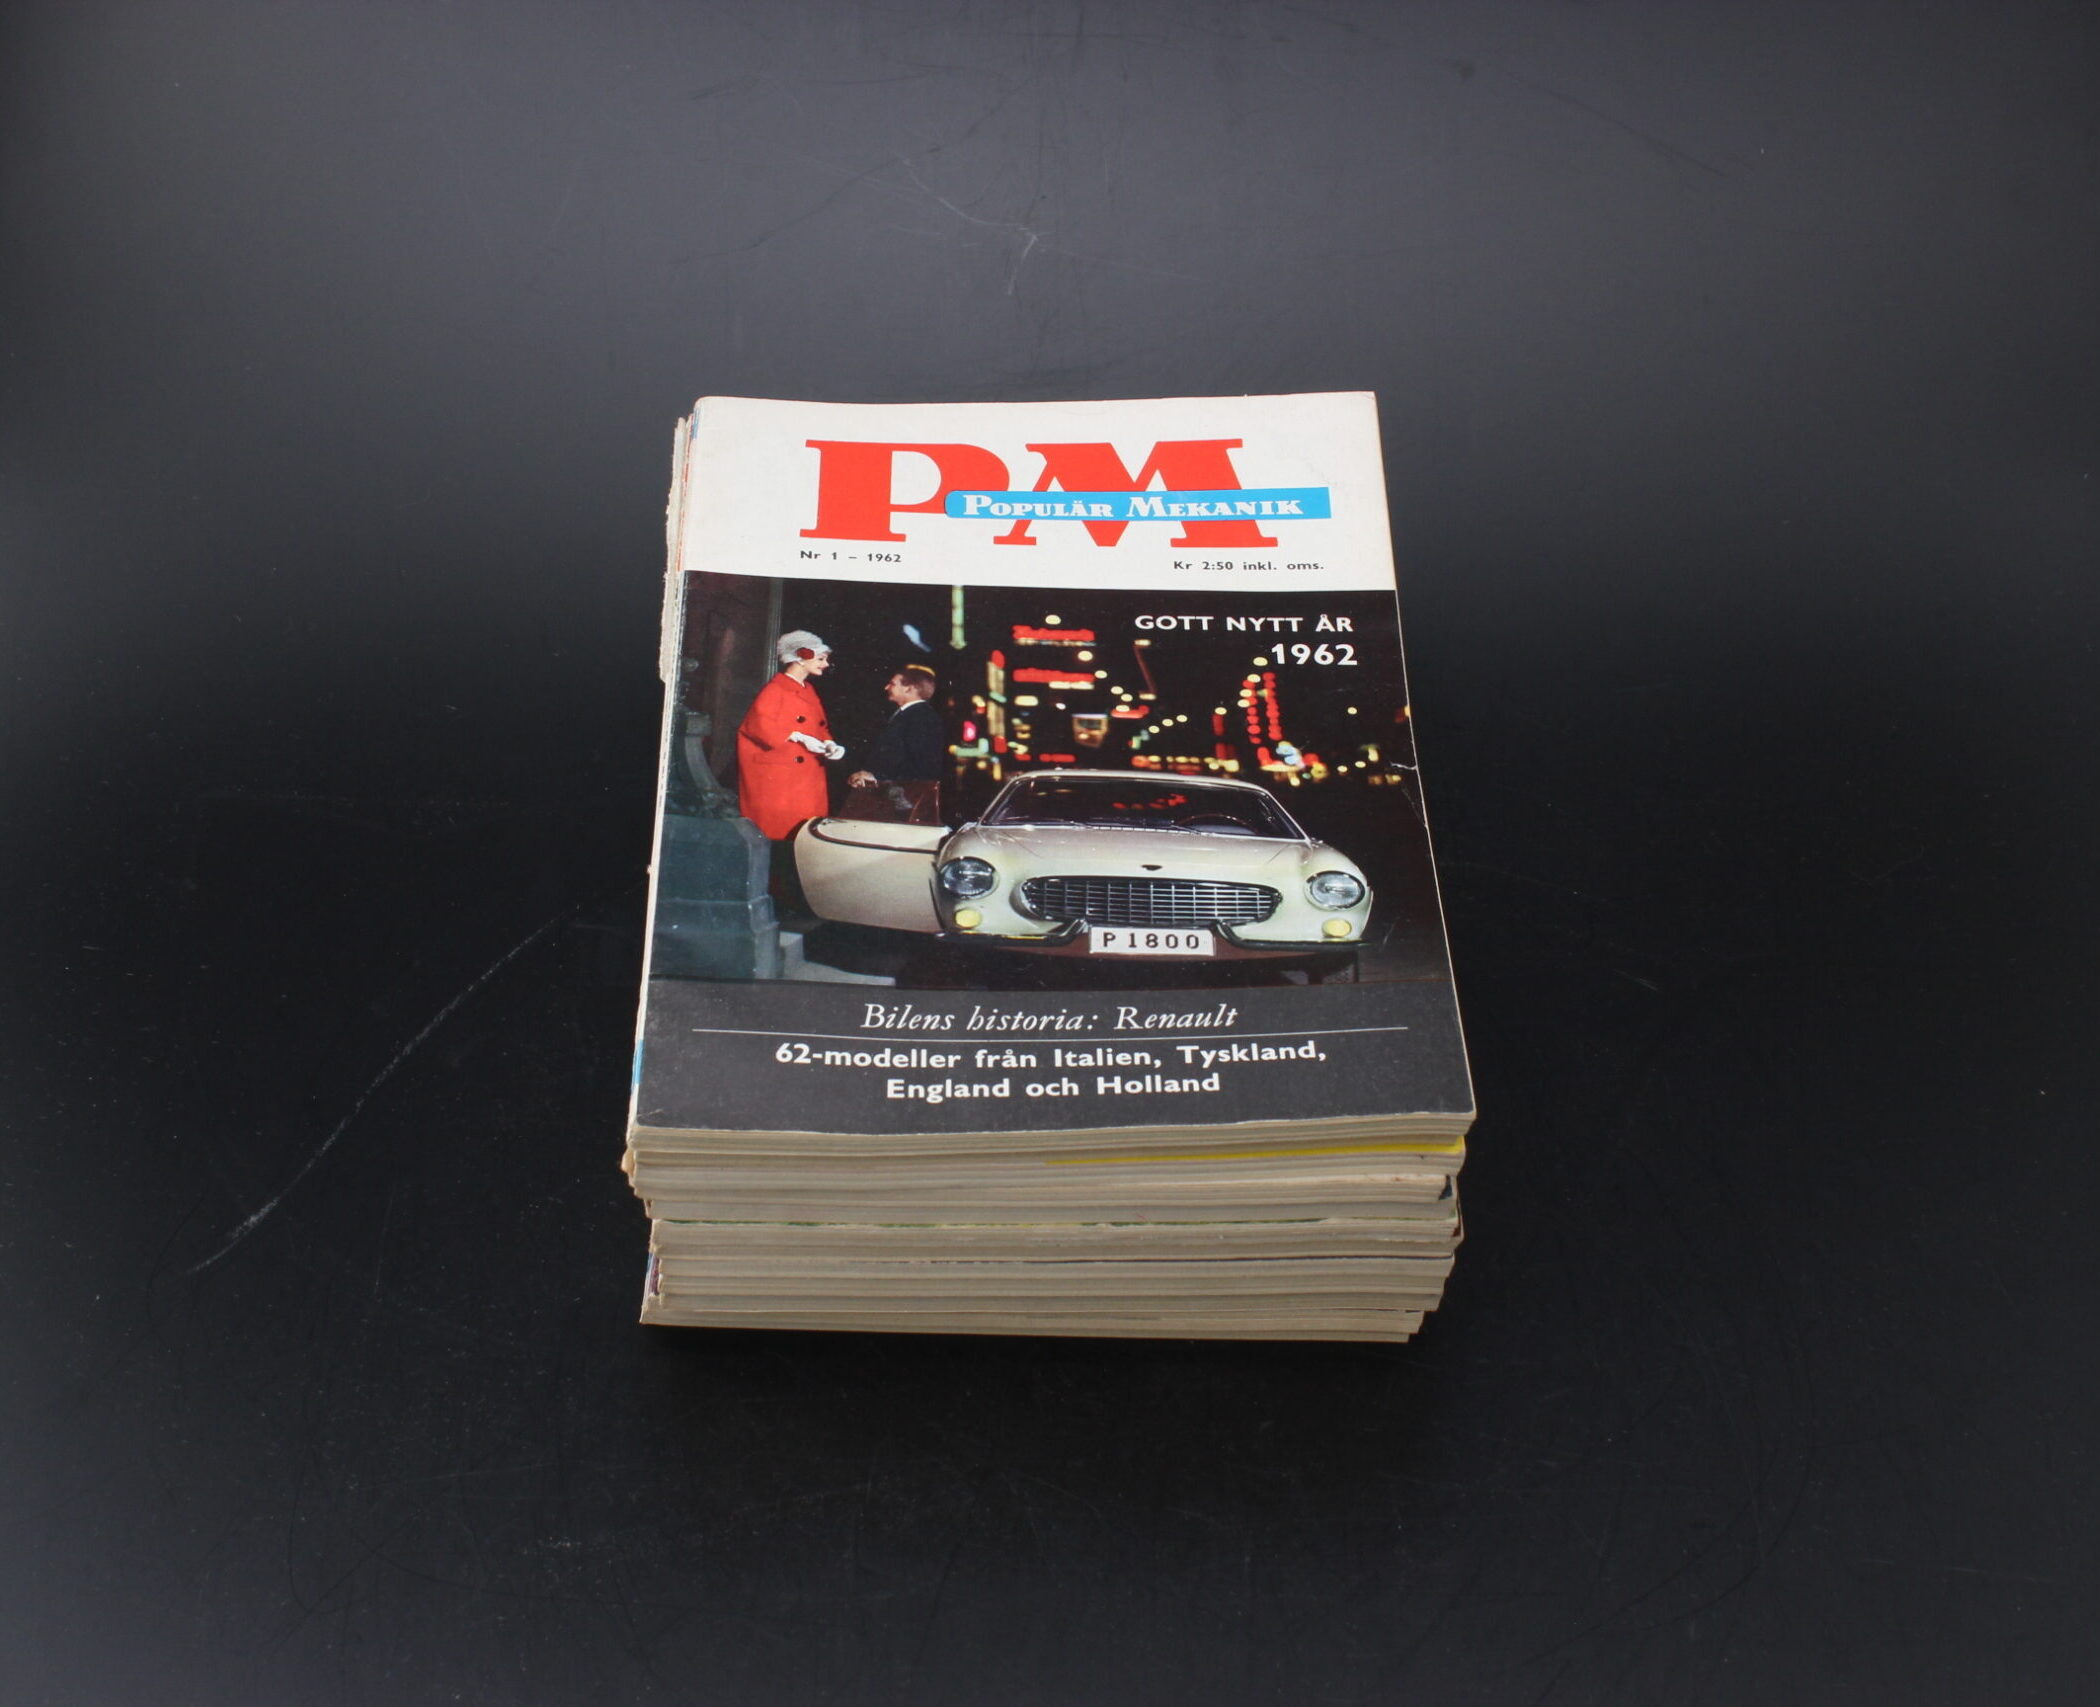 PM
POPULÄR MEKANIK
Nr 1 – 1962
Kr 2:50 inkl. oms.
GOTT NYTT ÅR
1962
P 1800
Bilens historia: Renault
62-modeller från Italien, Tyskland,
England och Holland